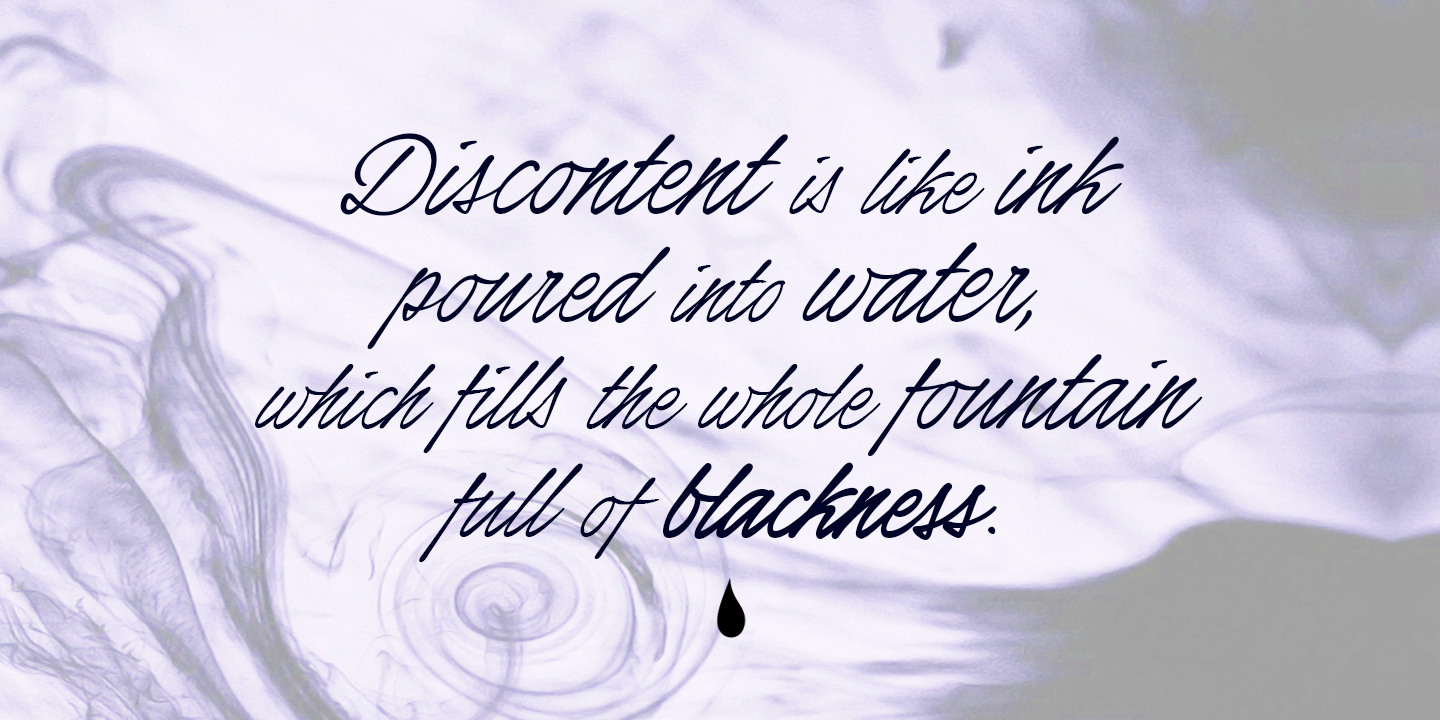 Discontent is like ink
poured into water,
which fills the whole fountain
full of blackness.